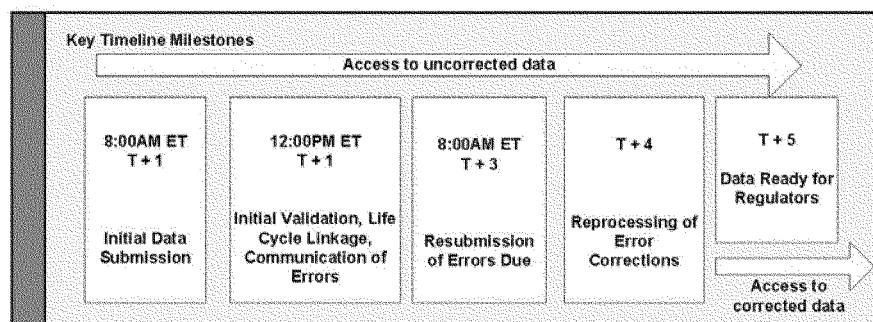 Key Timeline Milestones
Access to uncorrected data
8:00AM ET
T + 1
Initial Data
Submission
12:00PM ET
T + 1
Initial Validation, Life
Cycle Linkage,
Communication of
Errors
8:00AM ET
T + 3
Resubmission
of Errors Due
T + 4
Reprocessing of
Error
Corrections
T + 5
Data Ready for
Regulators
Access to
corrected data